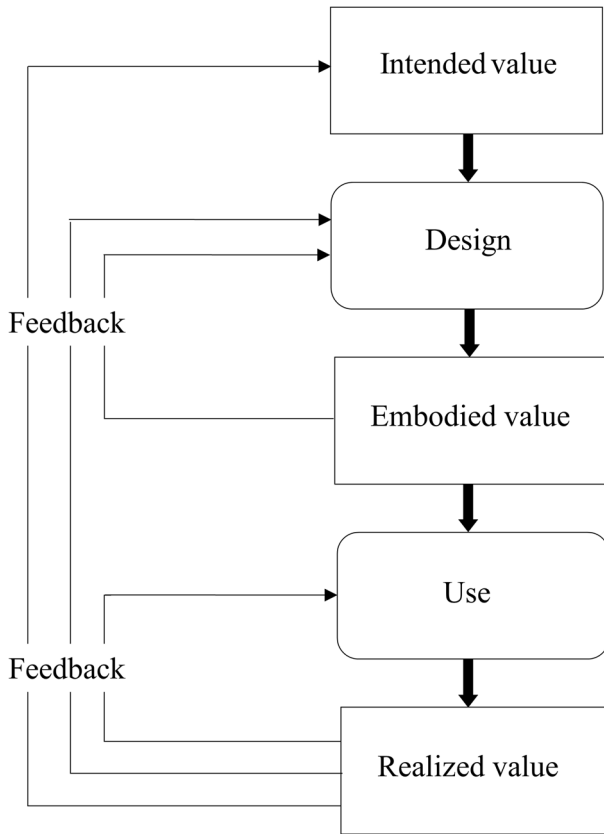 Intended value
Design
Feedback
Embodied value
Use
Feedback
Realized value